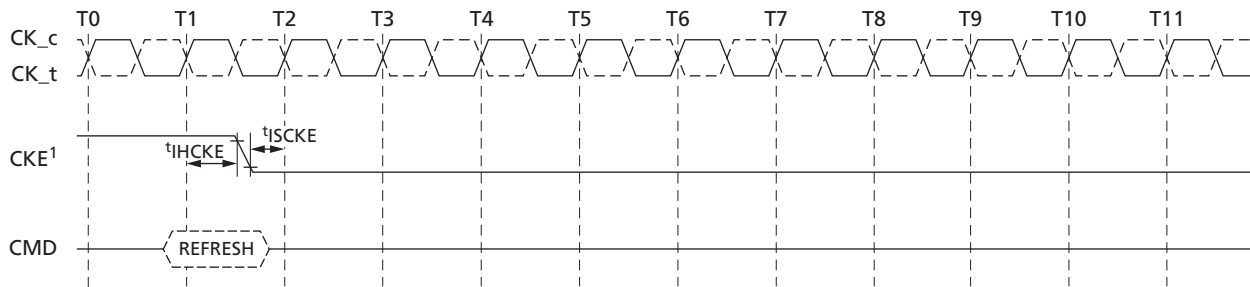 T0 T1 T2 T3 T4 T5 T6 T7 T8 T9 T10 T11
CK_c
CK_t
tISCKE
tIHCKE
CKE1
CMD REFRESH